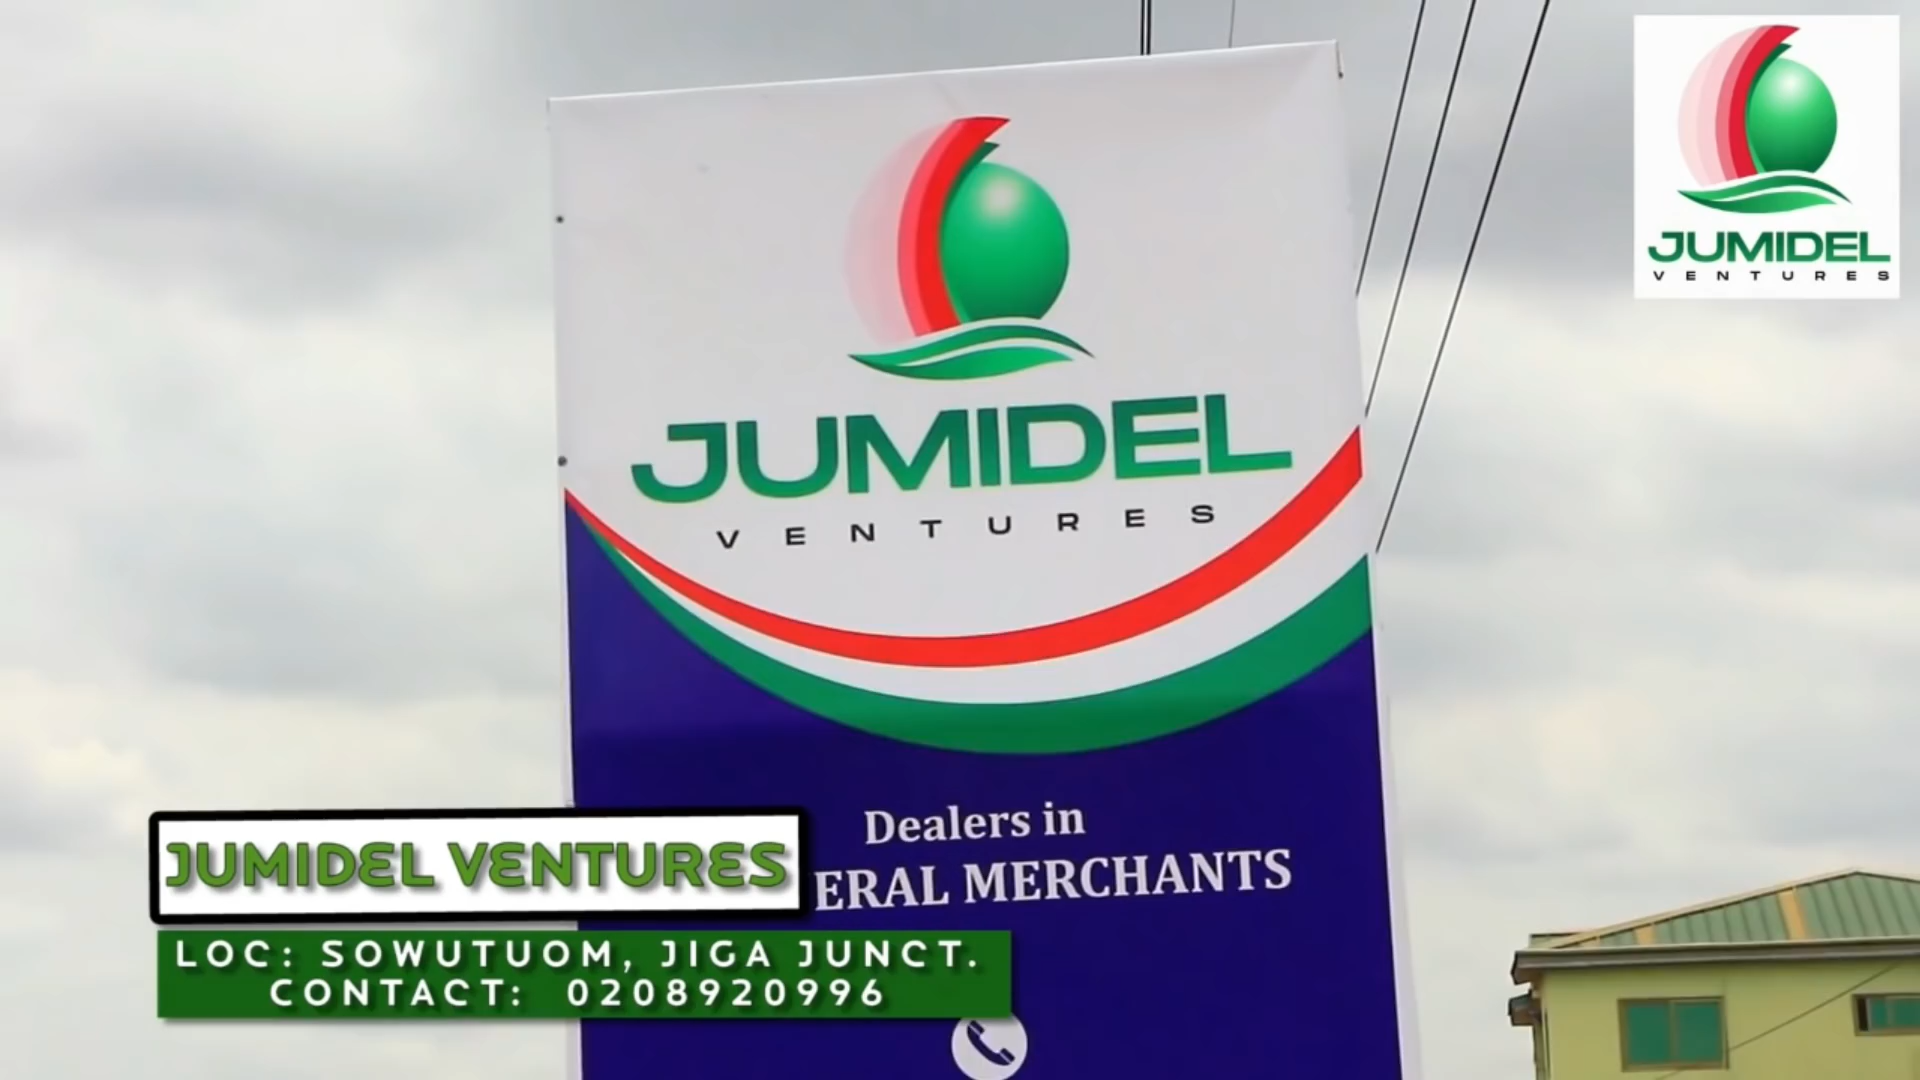 JUMIDEL
VENTURES
JUMIDEL
VENTURES
Dealers in
ERAL MERCHANTS
JUMIDEL VENTURES
LOC: SOWUTUOM, JIGA JUNCT.
CONTACT: 0208920996